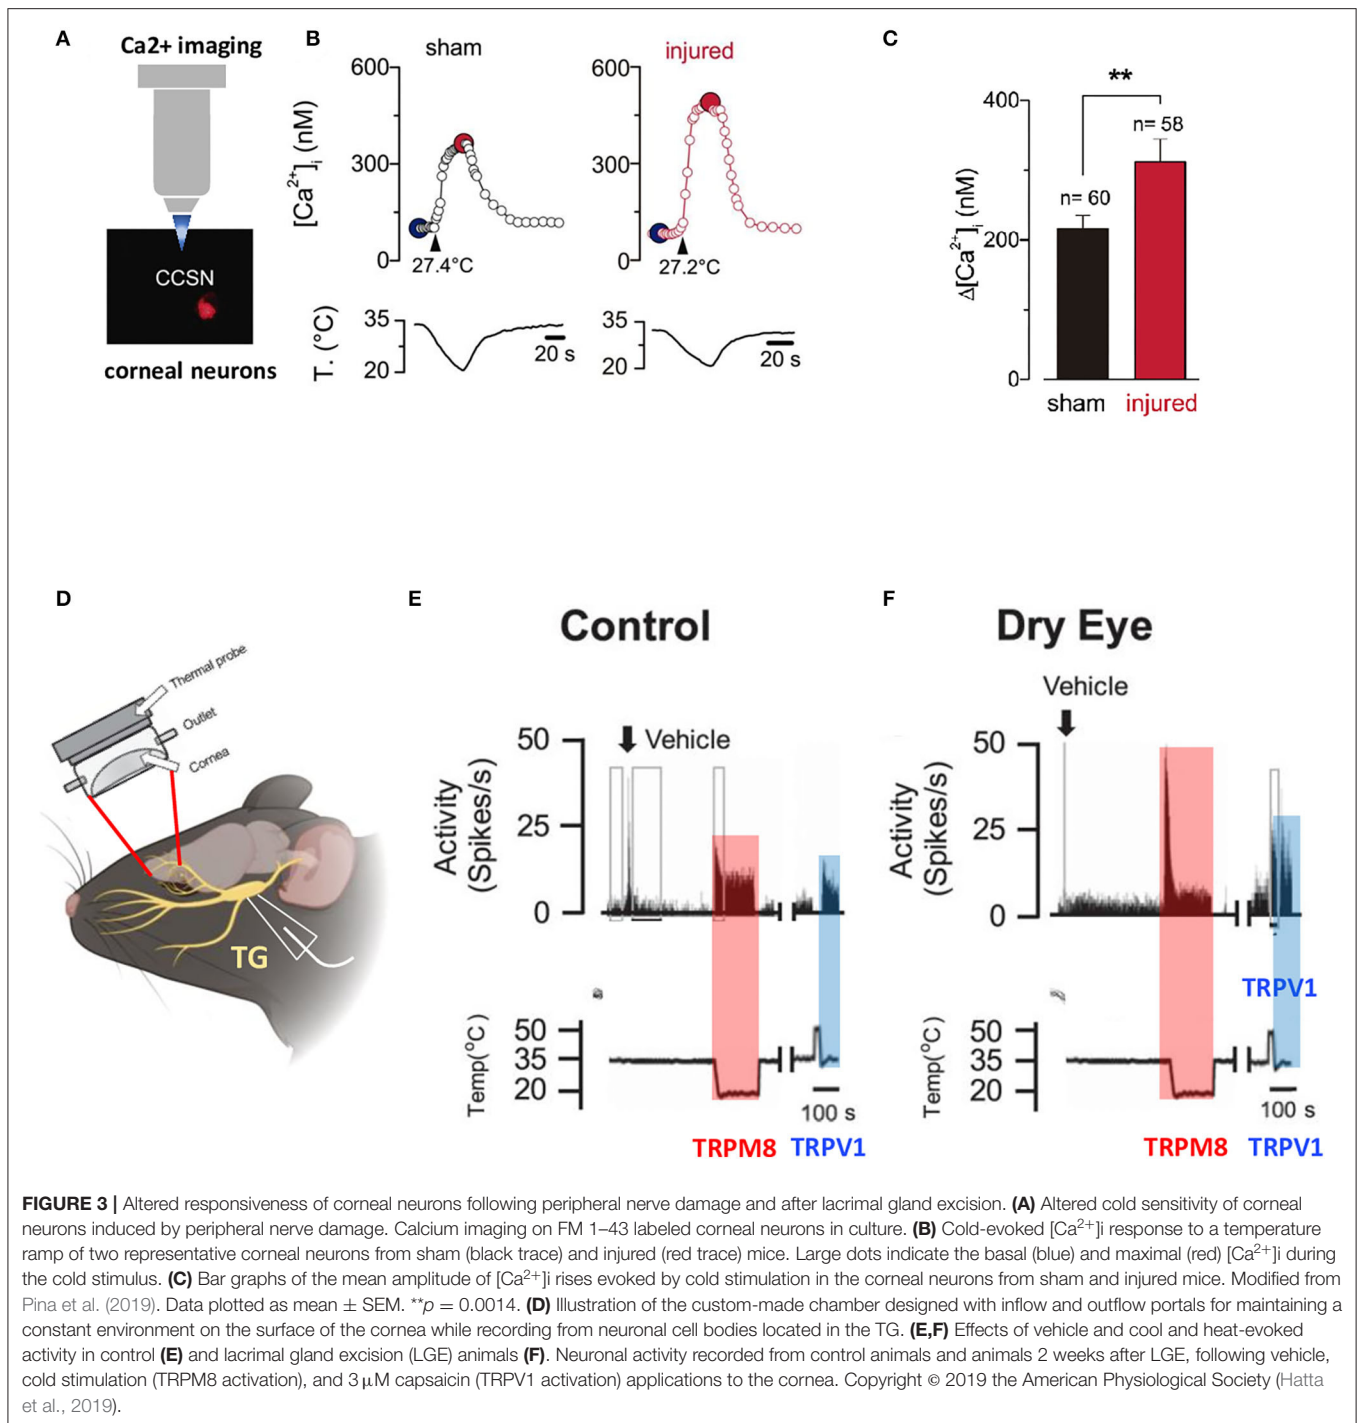 A
Ca2+ imaging
CCSN
corneal neurons
B
sham
injured
[Ca²⁺]ᵢ (nM)
600
300
0
27.4°C
600
300
0
27.2°C
T. (°C)
35
20
20 s
35
20
20 s
C
**
Δ[Ca²⁺]ᵢ (nM)
400
200
0
n= 60
n= 58
sham
injured
D
Thermal probe
Outlet
Cornea
TG
E
Control
Vehicle
Activity
(Spikes/s)
50
25
0
Temp(°C)
50
35
20
100 s
TRPM8
TRPV1
F
Dry Eye
Vehicle
Activity
(Spikes/s)
50
25
0
TRPV1
Temp(°C)
50
35
20
100 s
TRPM8
TRPV1
FIGURE 3 | Altered responsiveness of corneal neurons following peripheral nerve damage and after lacrimal gland excision. (A) Altered cold sensitivity of corneal
neurons induced by peripheral nerve damage. Calcium imaging on FM 1–43 labeled corneal neurons in culture. (B) Cold-evoked [Ca²⁺]i response to a temperature
ramp of two representative corneal neurons from sham (black trace) and injured (red trace) mice. Large dots indicate the basal (blue) and maximal (red) [Ca²⁺]i during
the cold stimulus. (C) Bar graphs of the mean amplitude of [Ca²⁺]i rises evoked by cold stimulation in the corneal neurons from sham and injured mice. Modified from
Pina et al. (2019). Data plotted as mean ± SEM. **p = 0.0014. (D) Illustration of the custom-made chamber designed with inflow and outflow portals for maintaining a
constant environment on the surface of the cornea while recording from neuronal cell bodies located in the TG. (E,F) Effects of vehicle and cool and heat-evoked
activity in control (E) and lacrimal gland excision (LGE) animals (F). Neuronal activity recorded from control animals and animals 2 weeks after LGE, following vehicle,
cold stimulation (TRPM8 activation), and 3 μM capsaicin (TRPV1 activation) applications to the cornea. Copyright © 2019 the American Physiological Society (Hatta
et al., 2019).